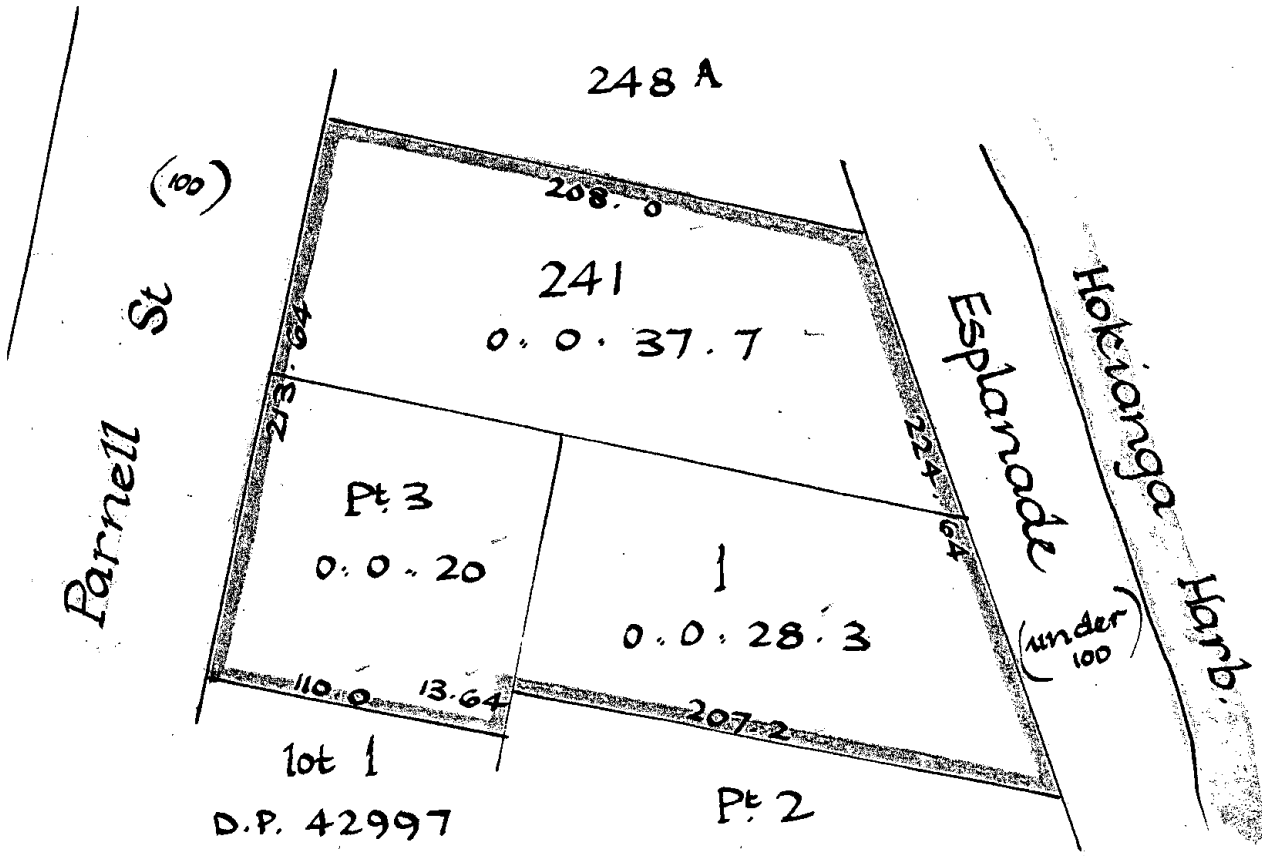 248 A
(100)
208. 0
241
0. 0. 37. 7
Parnell St
213. 64
224. 64
Esplanade
(under 100)
Hokianga Harb.
Pt. 3
0. 0. 20
1
0. 0. 28. 3
110. 0
13.64
207. 2
lot 1
D.P. 42997
Pt. 2